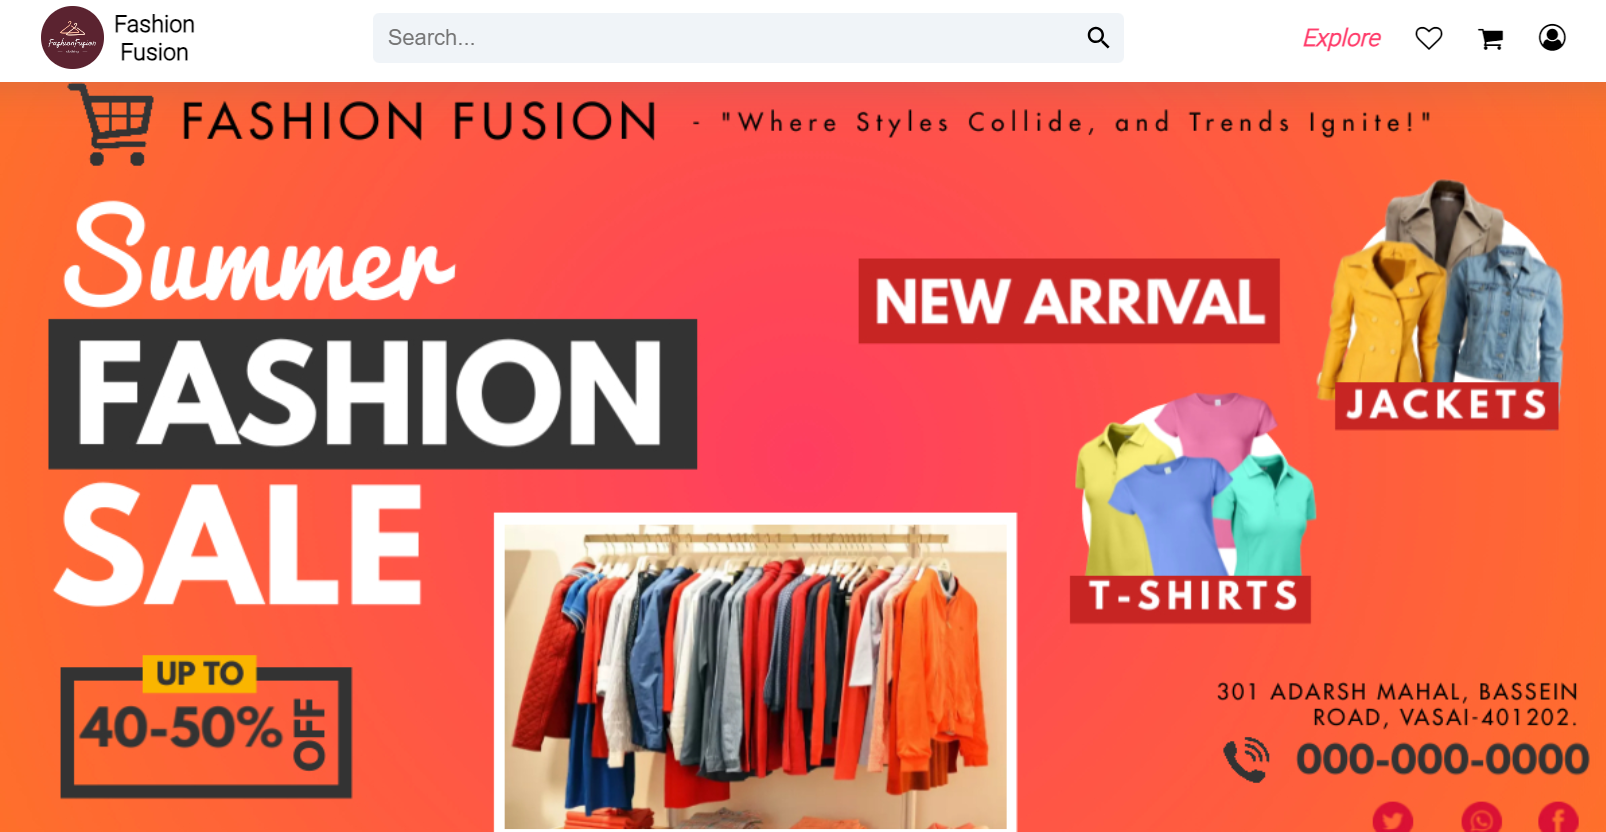 FashionFusion
Fashion
Fusion
Search...
Explore
FASHION FUSION - "Where Styles Collide, and Trends Ignite!"
Summer
FASHION
SALE
UP TO
40-50% OFF
NEW ARRIVAL
JACKETS
T-SHIRTS
301 ADARSH MAHAL, BASSEIN
ROAD, VASAI-401202.
000-000-0000